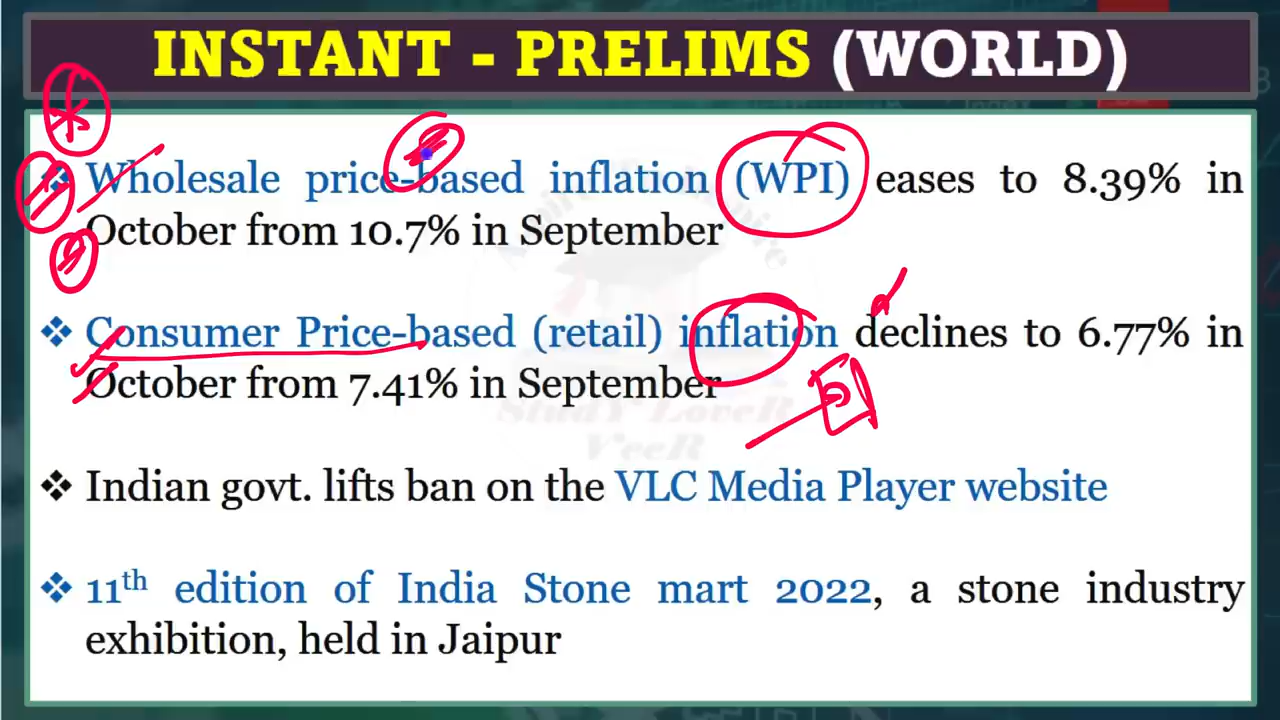 INSTANT - PRELIMS (WORLD)
❖ Wholesale price-based inflation (WPI) eases to 8.39% in
October from 10.7% in September
❖ Consumer Price-based (retail) inflation declines to 6.77% in
October from 7.41% in September
StudY LoveR
VeeR
❖ Indian govt. lifts ban on the VLC Media Player website
❖ 11th edition of India Stone mart 2022, a stone industry
exhibition, held in Jaipur